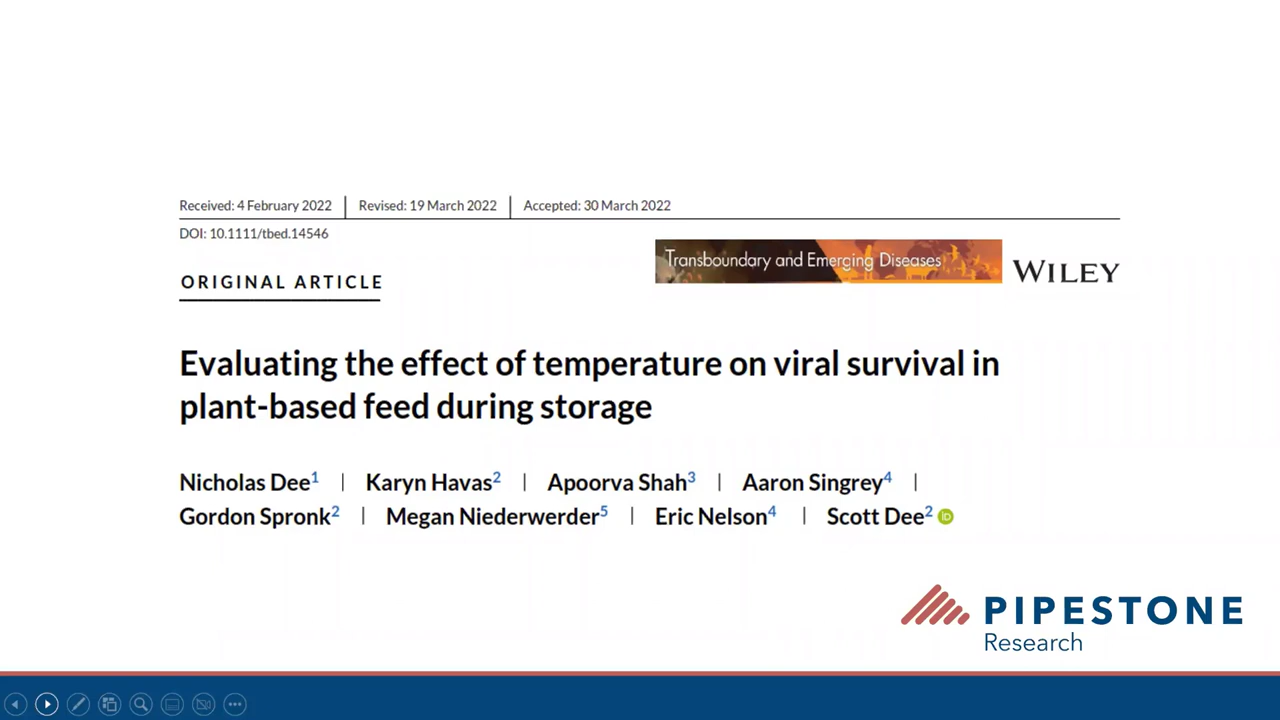 Received: 4 February 2022 | Revised: 19 March 2022 | Accepted: 30 March 2022
DOI: 10.1111/tbed.14546
Transboundary and Emerging Diseases WILEY
ORIGINAL ARTICLE
Evaluating the effect of temperature on viral survival in
plant-based feed during storage
Nicholas Dee1 | Karyn Havas2 | Apoorva Shah3 | Aaron Singrey4 |
Gordon Spronk2 | Megan Niederwerder5 | Eric Nelson4 | Scott Dee2 iD
PIPESTONE
Research